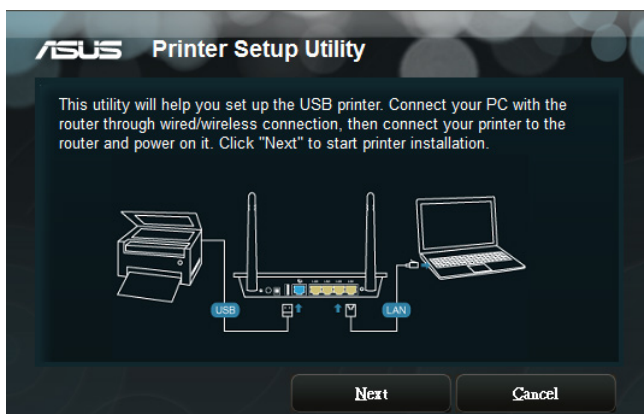 ASUS Printer Setup Utility
This utility will help you set up the USB printer. Connect your PC with the
router through wired/wireless connection, then connect your printer to the
router and power on it. Click "Next" to start printer installation.
USB
LAN
Next Cancel